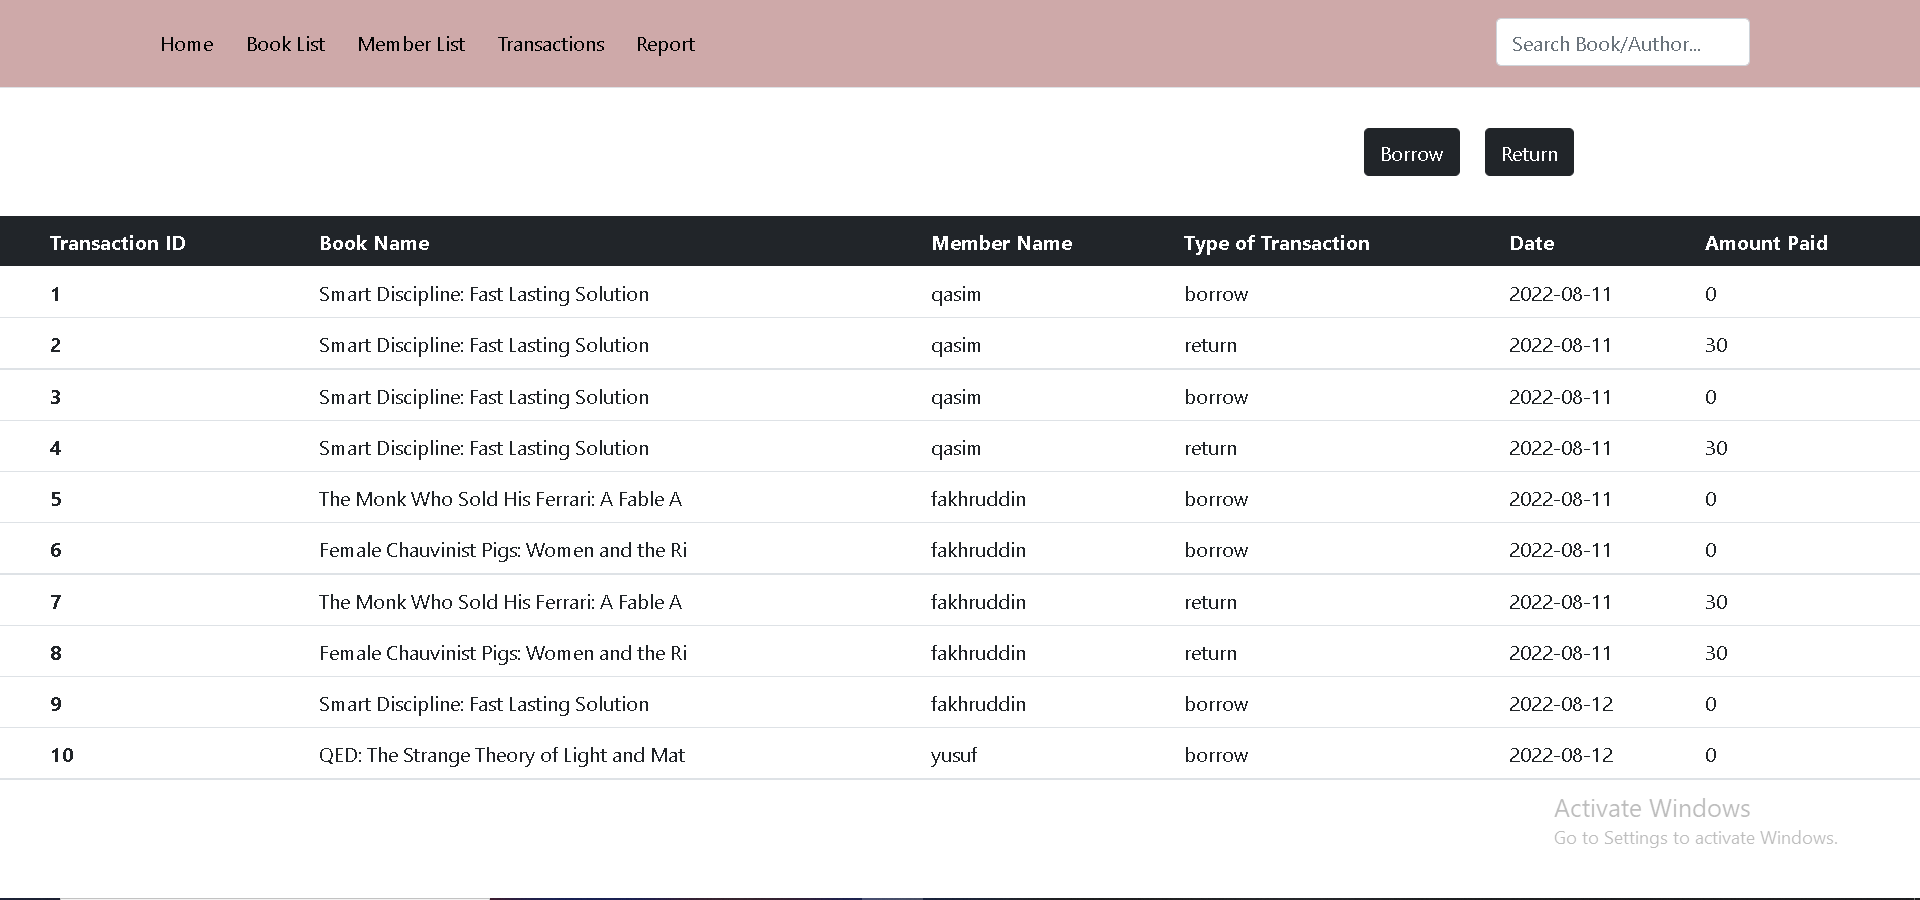 Home Book List Member List Transactions Report Search Book/Author...
Borrow Return
Transaction ID Book Name Member Name Type of Transaction Date Amount Paid
1 Smart Discipline: Fast Lasting Solution qasim borrow 2022-08-11 0
2 Smart Discipline: Fast Lasting Solution qasim return 2022-08-11 30
3 Smart Discipline: Fast Lasting Solution qasim borrow 2022-08-11 0
4 Smart Discipline: Fast Lasting Solution qasim return 2022-08-11 30
5 The Monk Who Sold His Ferrari: A Fable A fakhruddin borrow 2022-08-11 0
6 Female Chauvinist Pigs: Women and the Ri fakhruddin borrow 2022-08-11 0
7 The Monk Who Sold His Ferrari: A Fable A fakhruddin return 2022-08-11 30
8 Female Chauvinist Pigs: Women and the Ri fakhruddin return 2022-08-11 30
9 Smart Discipline: Fast Lasting Solution fakhruddin borrow 2022-08-12 0
10 QED: The Strange Theory of Light and Mat yusuf borrow 2022-08-12 0
Activate Windows
Go to Settings to activate Windows.